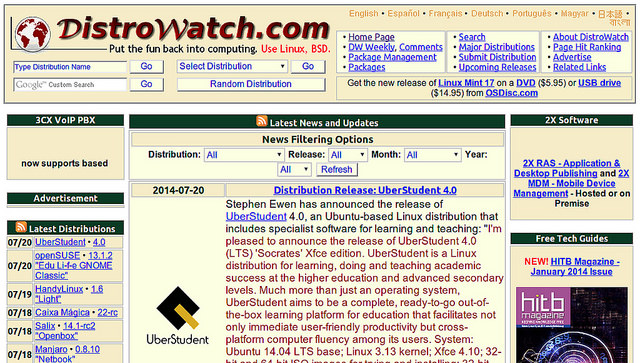 English • Español • Français • Deutsch • Português • Magyar • 日本語 •
DistroWatch.com
Put the fun back into computing. Use Linux, BSD.
Type Distribution Name Go Select Distribution Go
Google™ Custom Search Go Random Distribution
• Home Page
• DW Weekly, Comments
• Package Management
• Packages
• Search
• Major Distributions
• Submit Distribution
• Upcoming Releases
• About DistroWatch
• Page Hit Ranking
• Advertise
• Related Links
Get the new release of Linux Mint 17 on a DVD ($5.95) or USB drive
($14.95) from OSDisc.com
3CX VoIP PBX
now supports based
Advertisement
Latest Distributions
07/20 UberStudent • 4.0
07/20 openSUSE • 13.1.2
"Edu Li-f-e GNOME
Classic"
07/19 HandyLinux • 1.6
"Light"
07/18 Caixa Mágica • 22-rc
07/18 Salix • 14.1-rc2
"Openbox"
07/18 Manjaro • 0.8.10
"Netbook"
Latest News and Updates
News Filtering Options
Distribution: All Release: All Month: All Year:
All Refresh
2014-07-20 Distribution Release: UberStudent 4.0
UberStudent
Stephen Ewen has announced the release of
UberStudent 4.0, an Ubuntu-based Linux distribution that
includes specialist software for learning and teaching: "I'm
pleased to announce the release of UberStudent 4.0
(LTS) 'Socrates' Xfce edition. UberStudent is a Linux
distribution for learning, doing and teaching academic
success at the higher education and advanced secondary
levels. Much more than just an operating system,
UberStudent aims to be a complete, ready-to-go out-of-
the-box learning platform for education that facilitates not
only immediate user-friendly productivity but cross-
platform computer fluency among its users. System:
Ubuntu 14.04 LTS base; Linux 3.13 kernel; Xfce 4.10; 32-
2X Software
2X RAS - Application &
Desktop Publishing and 2X
MDM - Mobile Device
Management - Hosted or on
Premise
Free Tech Guides
NEW! HITB Magazine -
January 2014 Issue
hitb
magazine